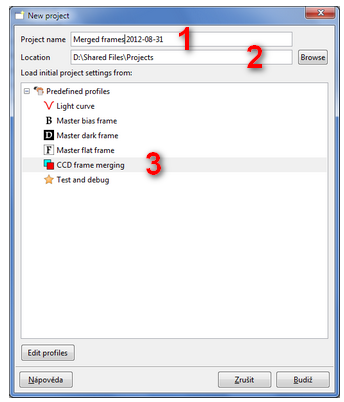 New project
Project name Merged frames 2012-08-31 1
Location D:\Shared Files\Projects 2 Browse
Load initial project settings from:
Predefined profiles
Light curve
B Master bias frame
D Master dark frame
F Master flat frame
CCD frame merging 3
Test and debug
Edit profiles
Nápověda Zrušit Budiž